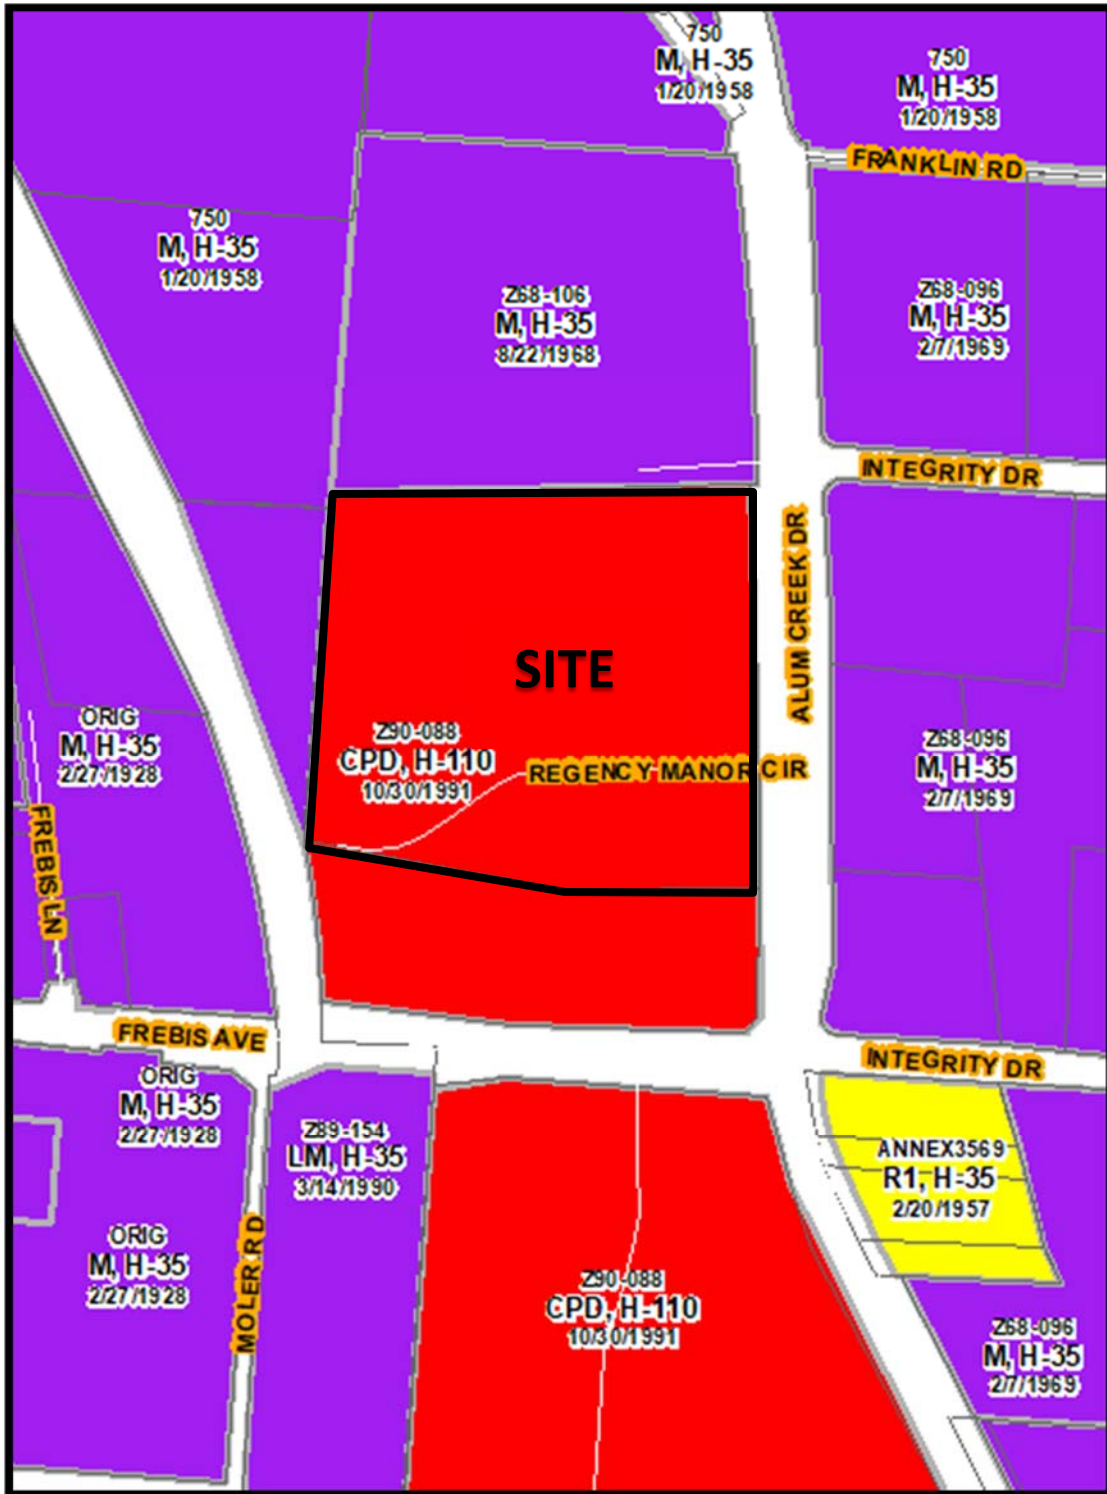 750
M, H-35
1/20/1958
750
M, H-35
1/20/1958
FRANKLIN RD
750
M, H-35
1/20/1958
Z68-106
M, H-35
8/22/1968
Z68-096
M, H-35
2/7/1969
INTEGRITY DR
ALUM CREEK DR
SITE
ORIG
M, H-35
2/27/1928
Z90-088
CPD, H-110
10/30/1991
REGENCY MANOR CIR
Z68-096
M, H-35
2/7/1969
FREBIS LN
FREBIS AVE
INTEGRITY DR
ORIG
M, H-35
2/27/1928
Z89-154
LM, H-35
3/14/1990
ANNEX3569
R1, H-35
2/20/1957
ORIG
M, H-35
2/27/1928
MOLER RD
Z90-088
CPD, H-110
10/30/1991
Z68-096
M, H-35
2/7/1969